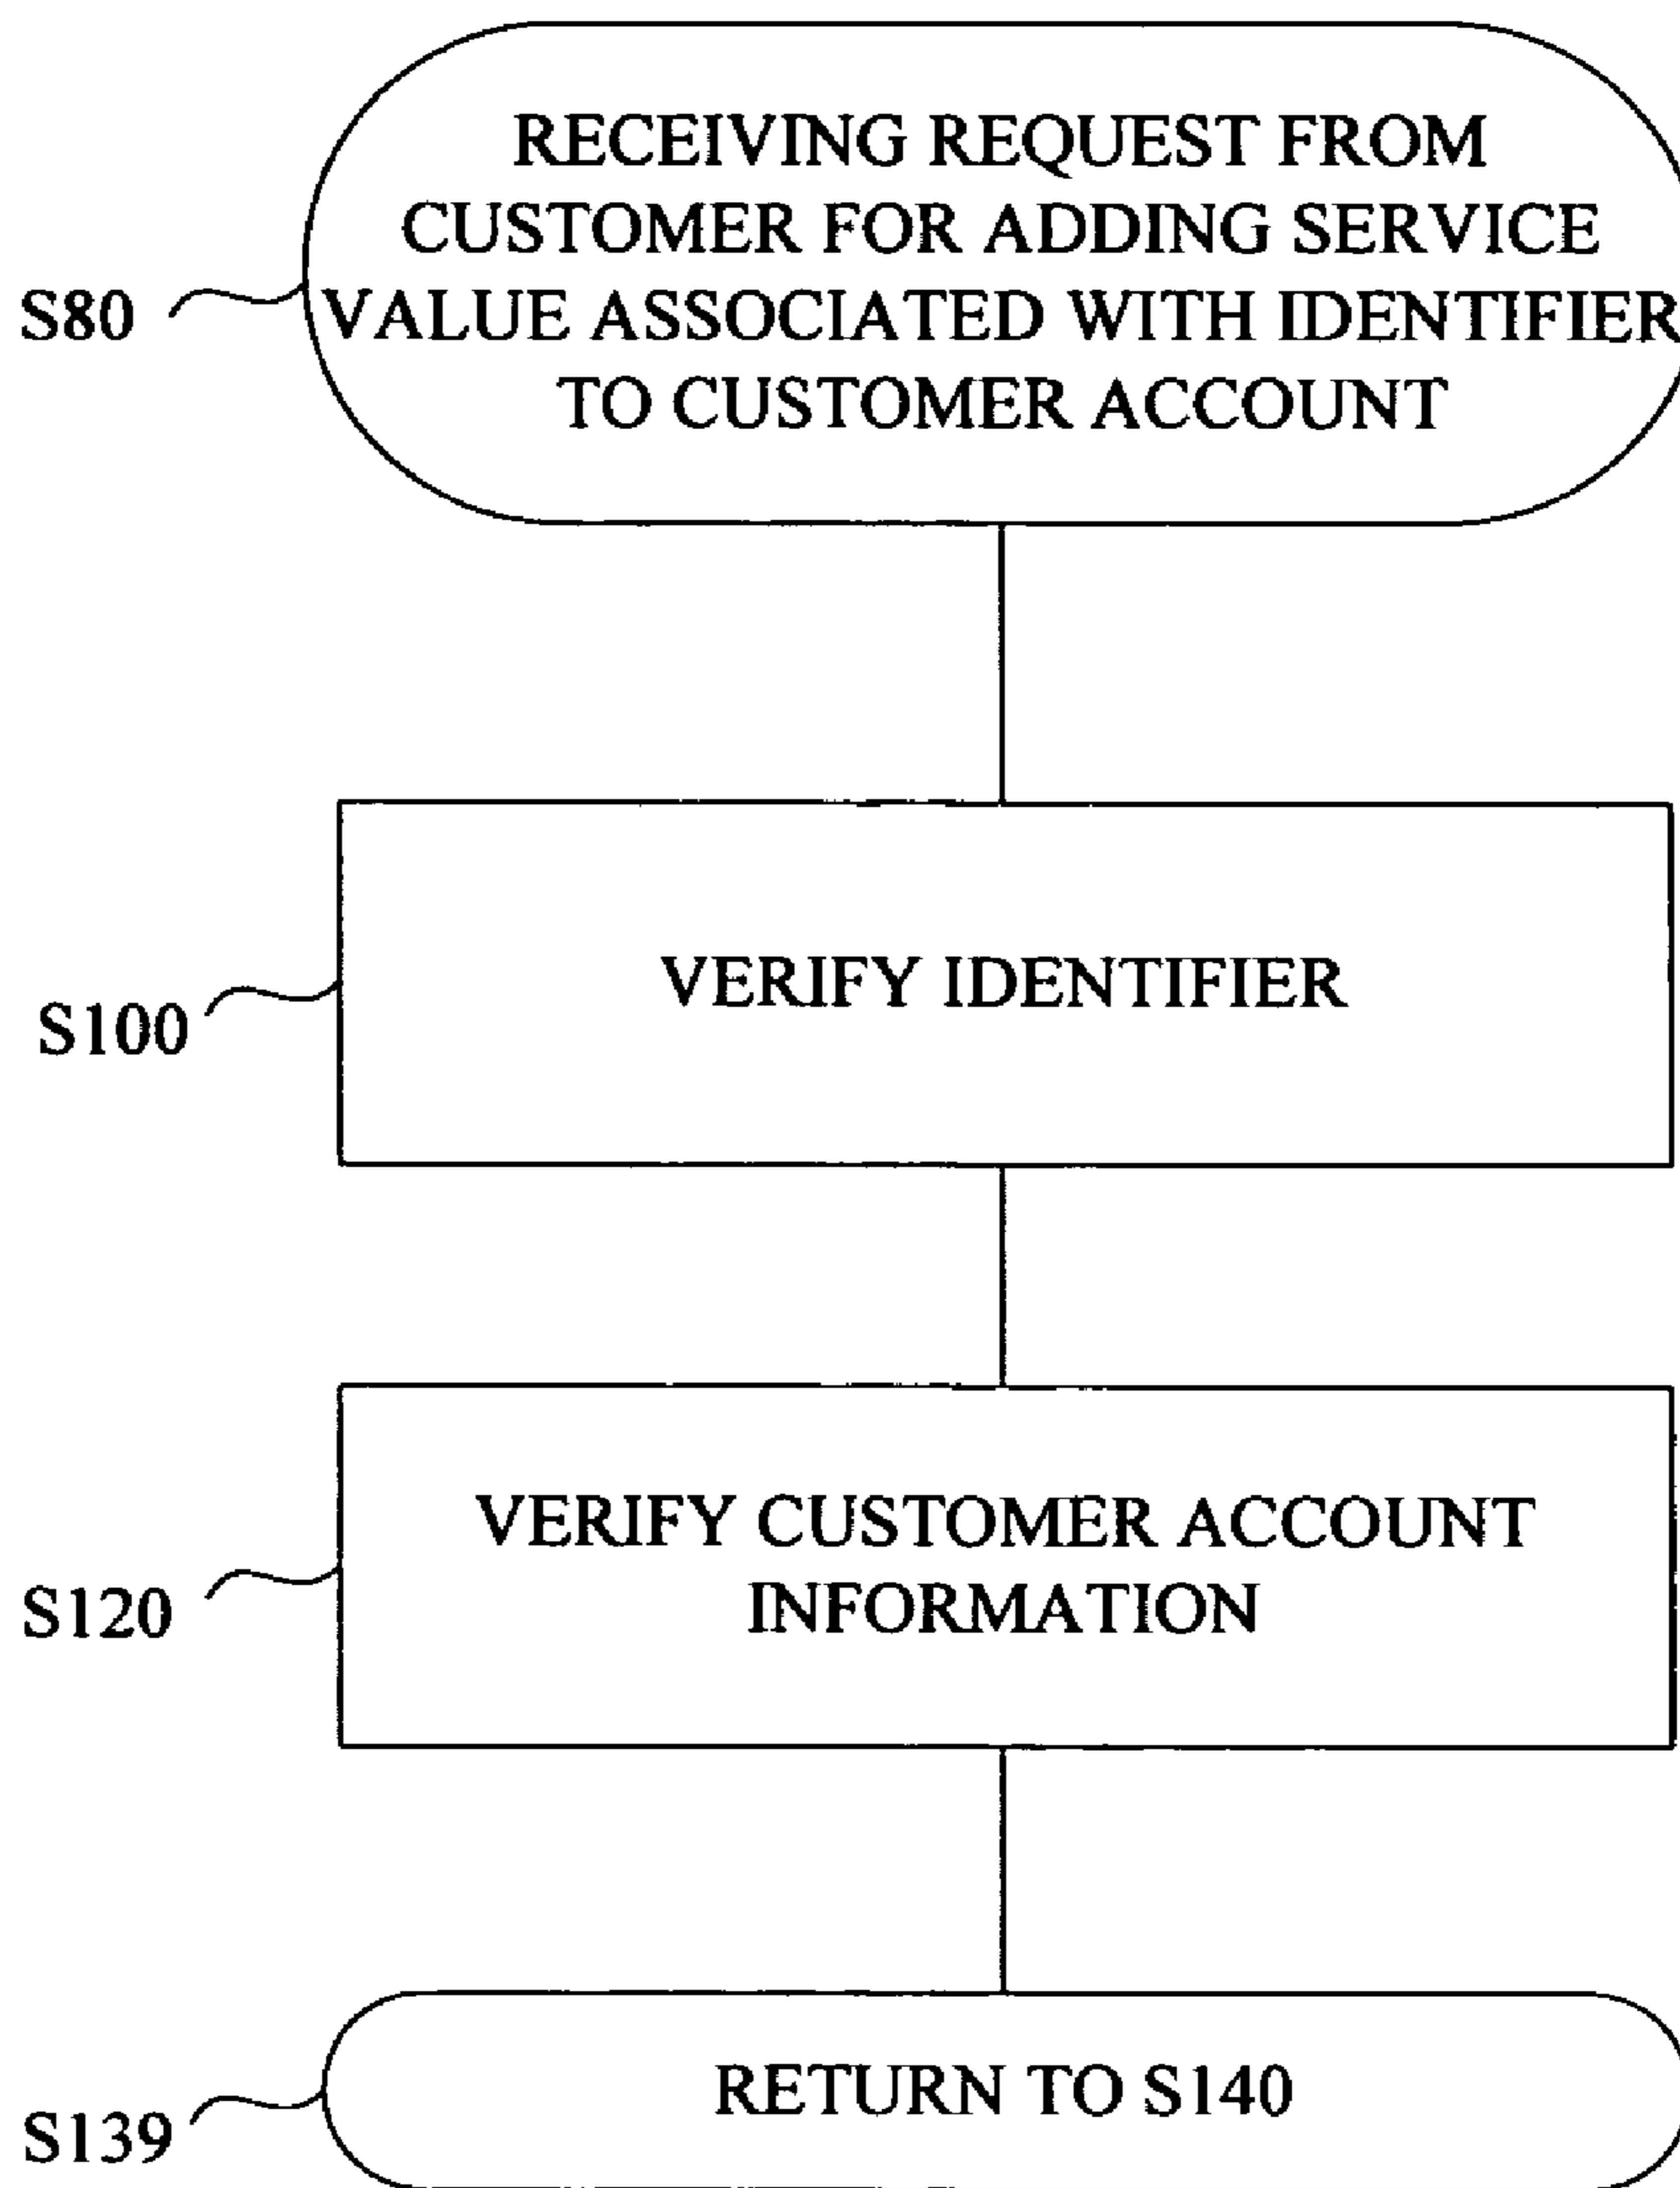 RECEIVING REQUEST FROM
CUSTOMER FOR ADDING SERVICE
S80
VALUE ASSOCIATED WITH IDENTIFIER
TO CUSTOMER ACCOUNT
VERIFY IDENTIFIER
S100
VERIFY CUSTOMER ACCOUNT
INFORMATION
S120
RETURN TO S140
S139